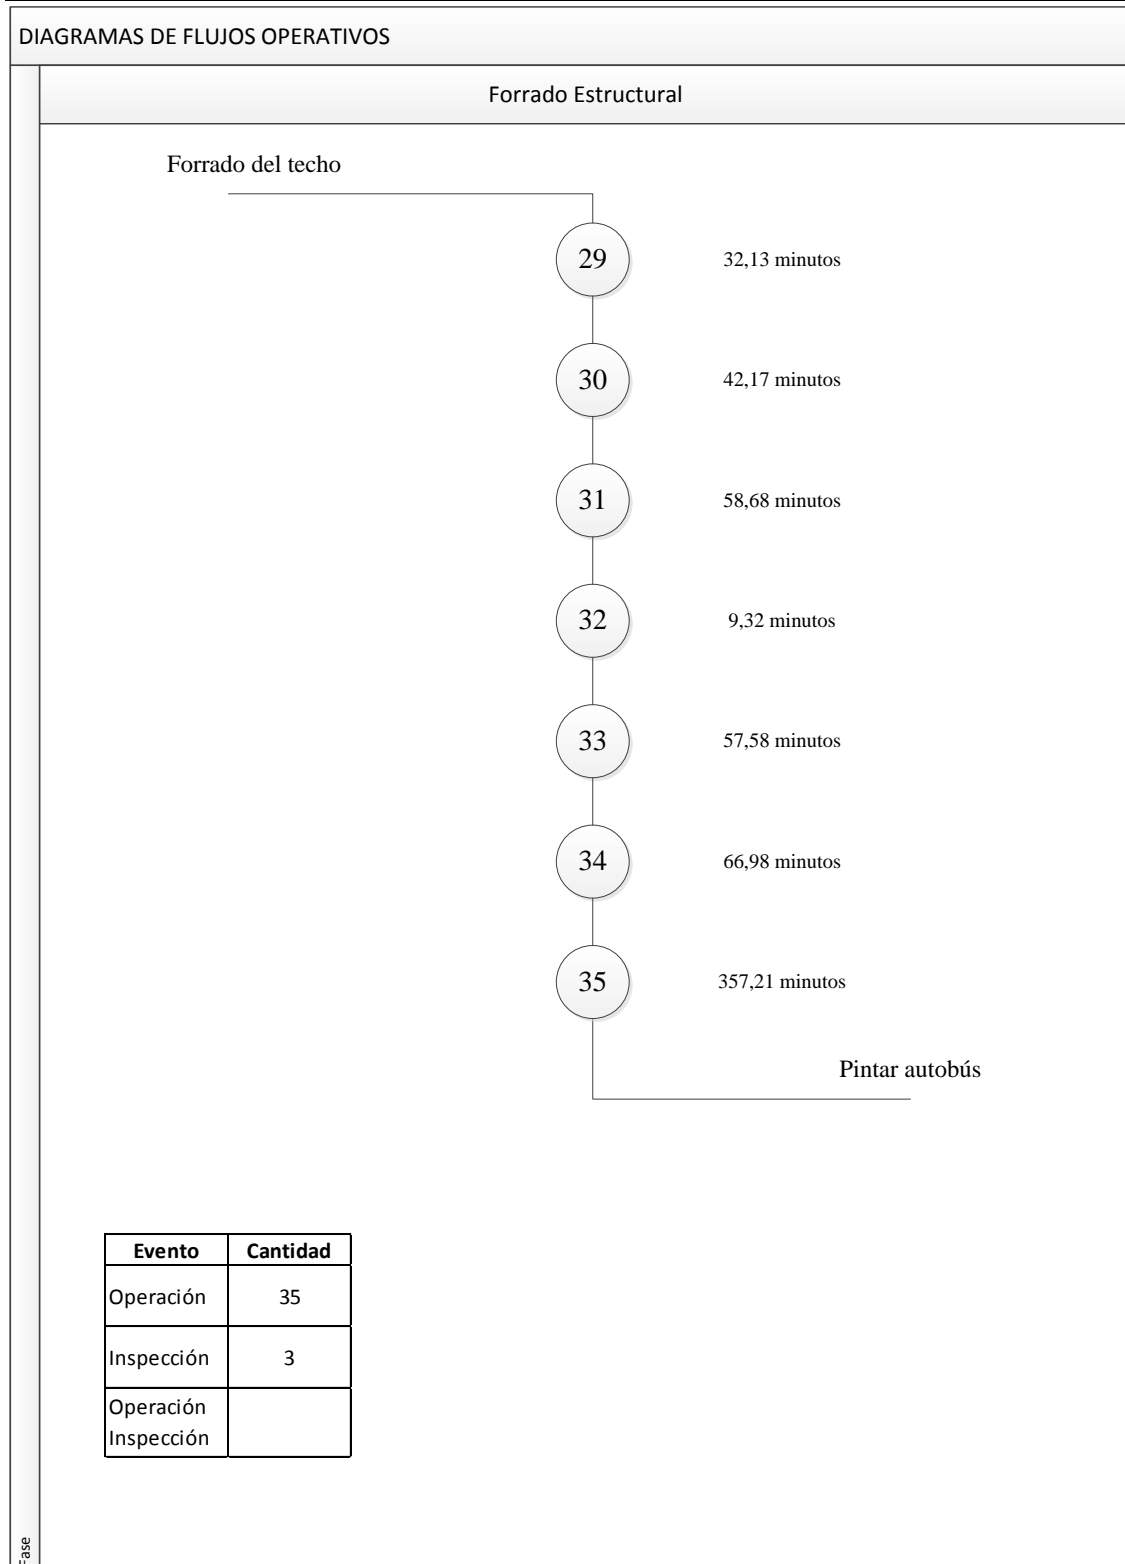 DIAGRAMAS DE FLUJOS OPERATIVOS
Forrado Estructural
Forrado del techo
29 32,13 minutos
30 42,17 minutos
31 58,68 minutos
32 9,32 minutos
33 57,58 minutos
34 66,98 minutos
35 357,21 minutos
Pintar autobús
Evento Cantidad
Operación 35
Inspección 3
Operación
Inspección
Fase